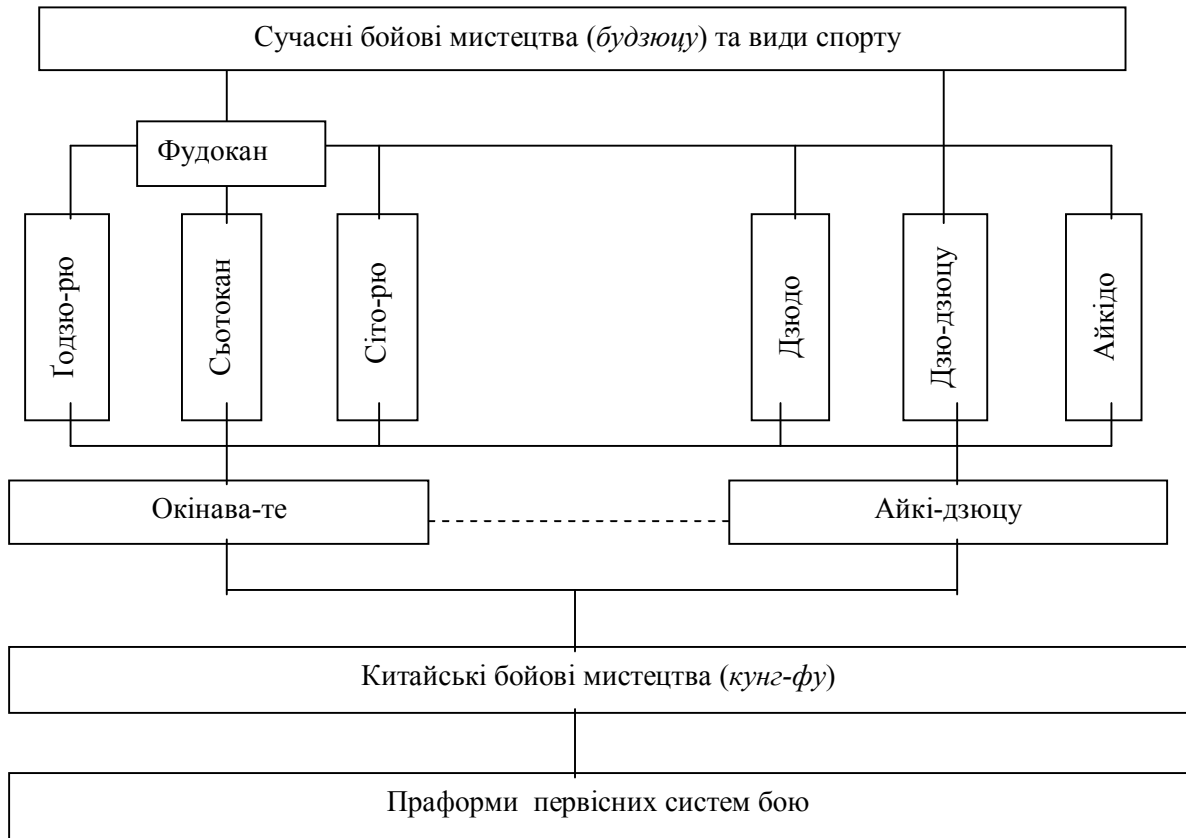 Сучасні бойові мистецтва (будзюцу) та види спорту
Фудокан
Ґодзю-рю
Сьотокан
Сіто-рю
Дзюдо
Дзю-дзюцу
Айкідо
Окінава-те
Айкі-дзюцу
Китайські бойові мистецтва (кунг-фу)
Праформи первісних систем бою